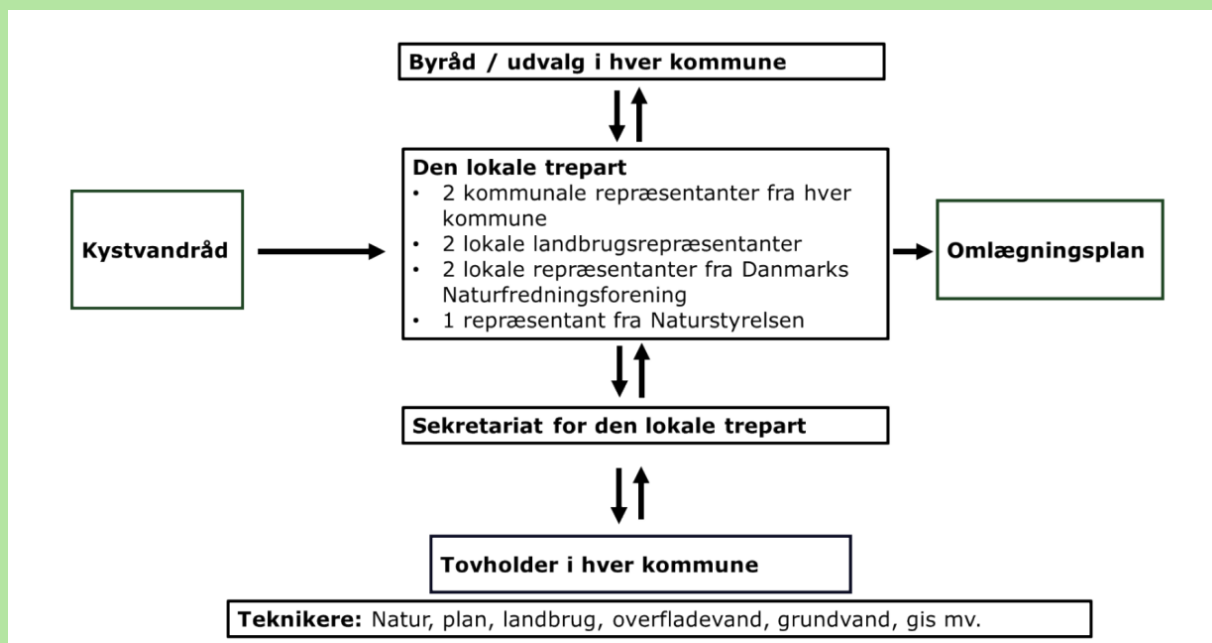 Byråd / udvalg i hver kommune
Den lokale trepart
• 2 kommunale repræsentanter fra hver
kommune
• 2 lokale landbrugsrepræsentanter
• 2 lokale repræsentanter fra Danmarks
Naturfredningsforening
• 1 repræsentant fra Naturstyrelsen
Kystvandråd
Omlægningsplan
Sekretariat for den lokale trepart
Tovholder i hver kommune
Teknikere: Natur, plan, landbrug, overfladevand, grundvand, gis mv.